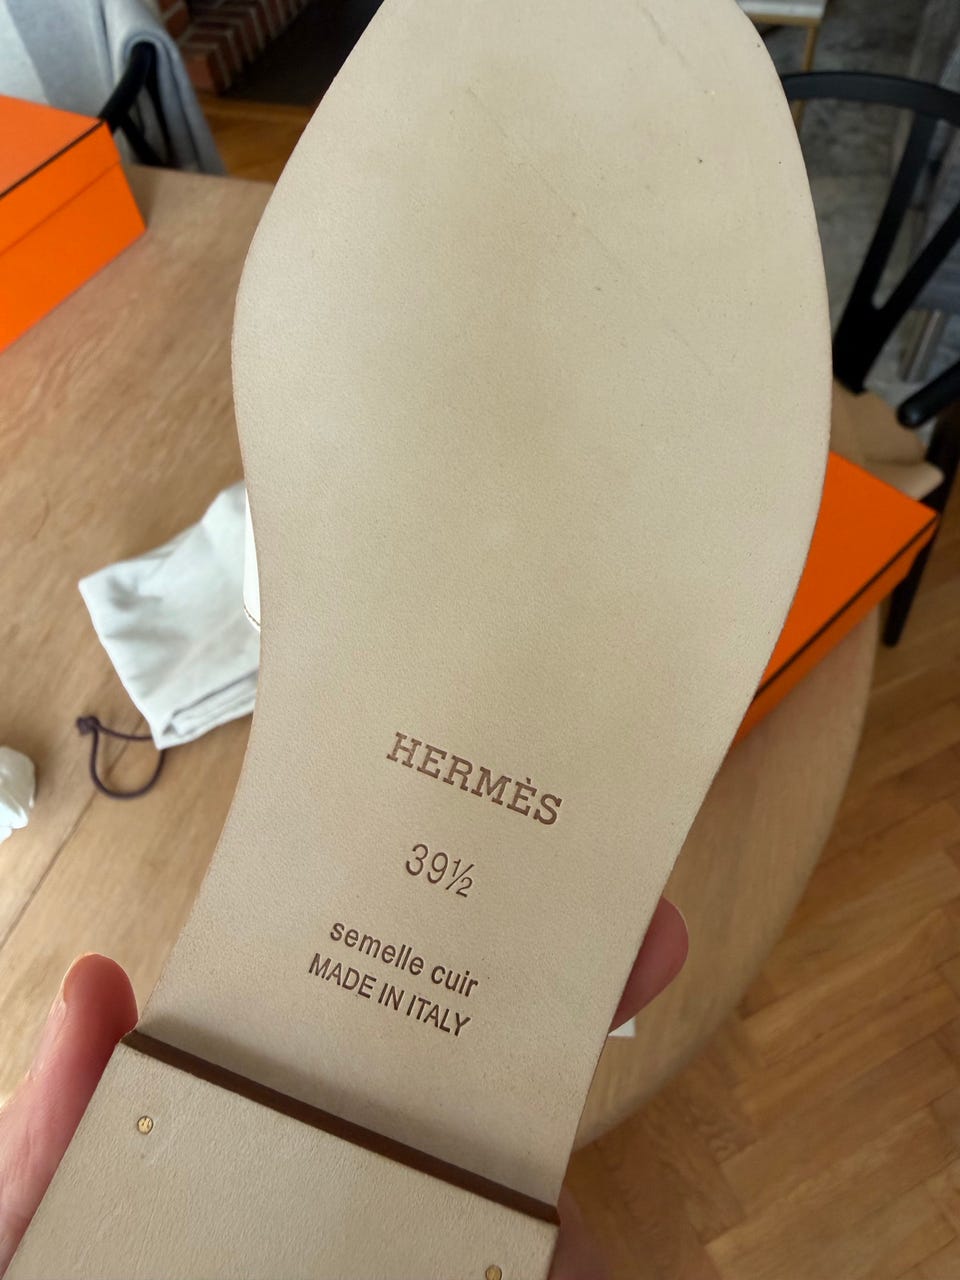 HERMÈS
39½
semelle cuir
MADE IN ITALY